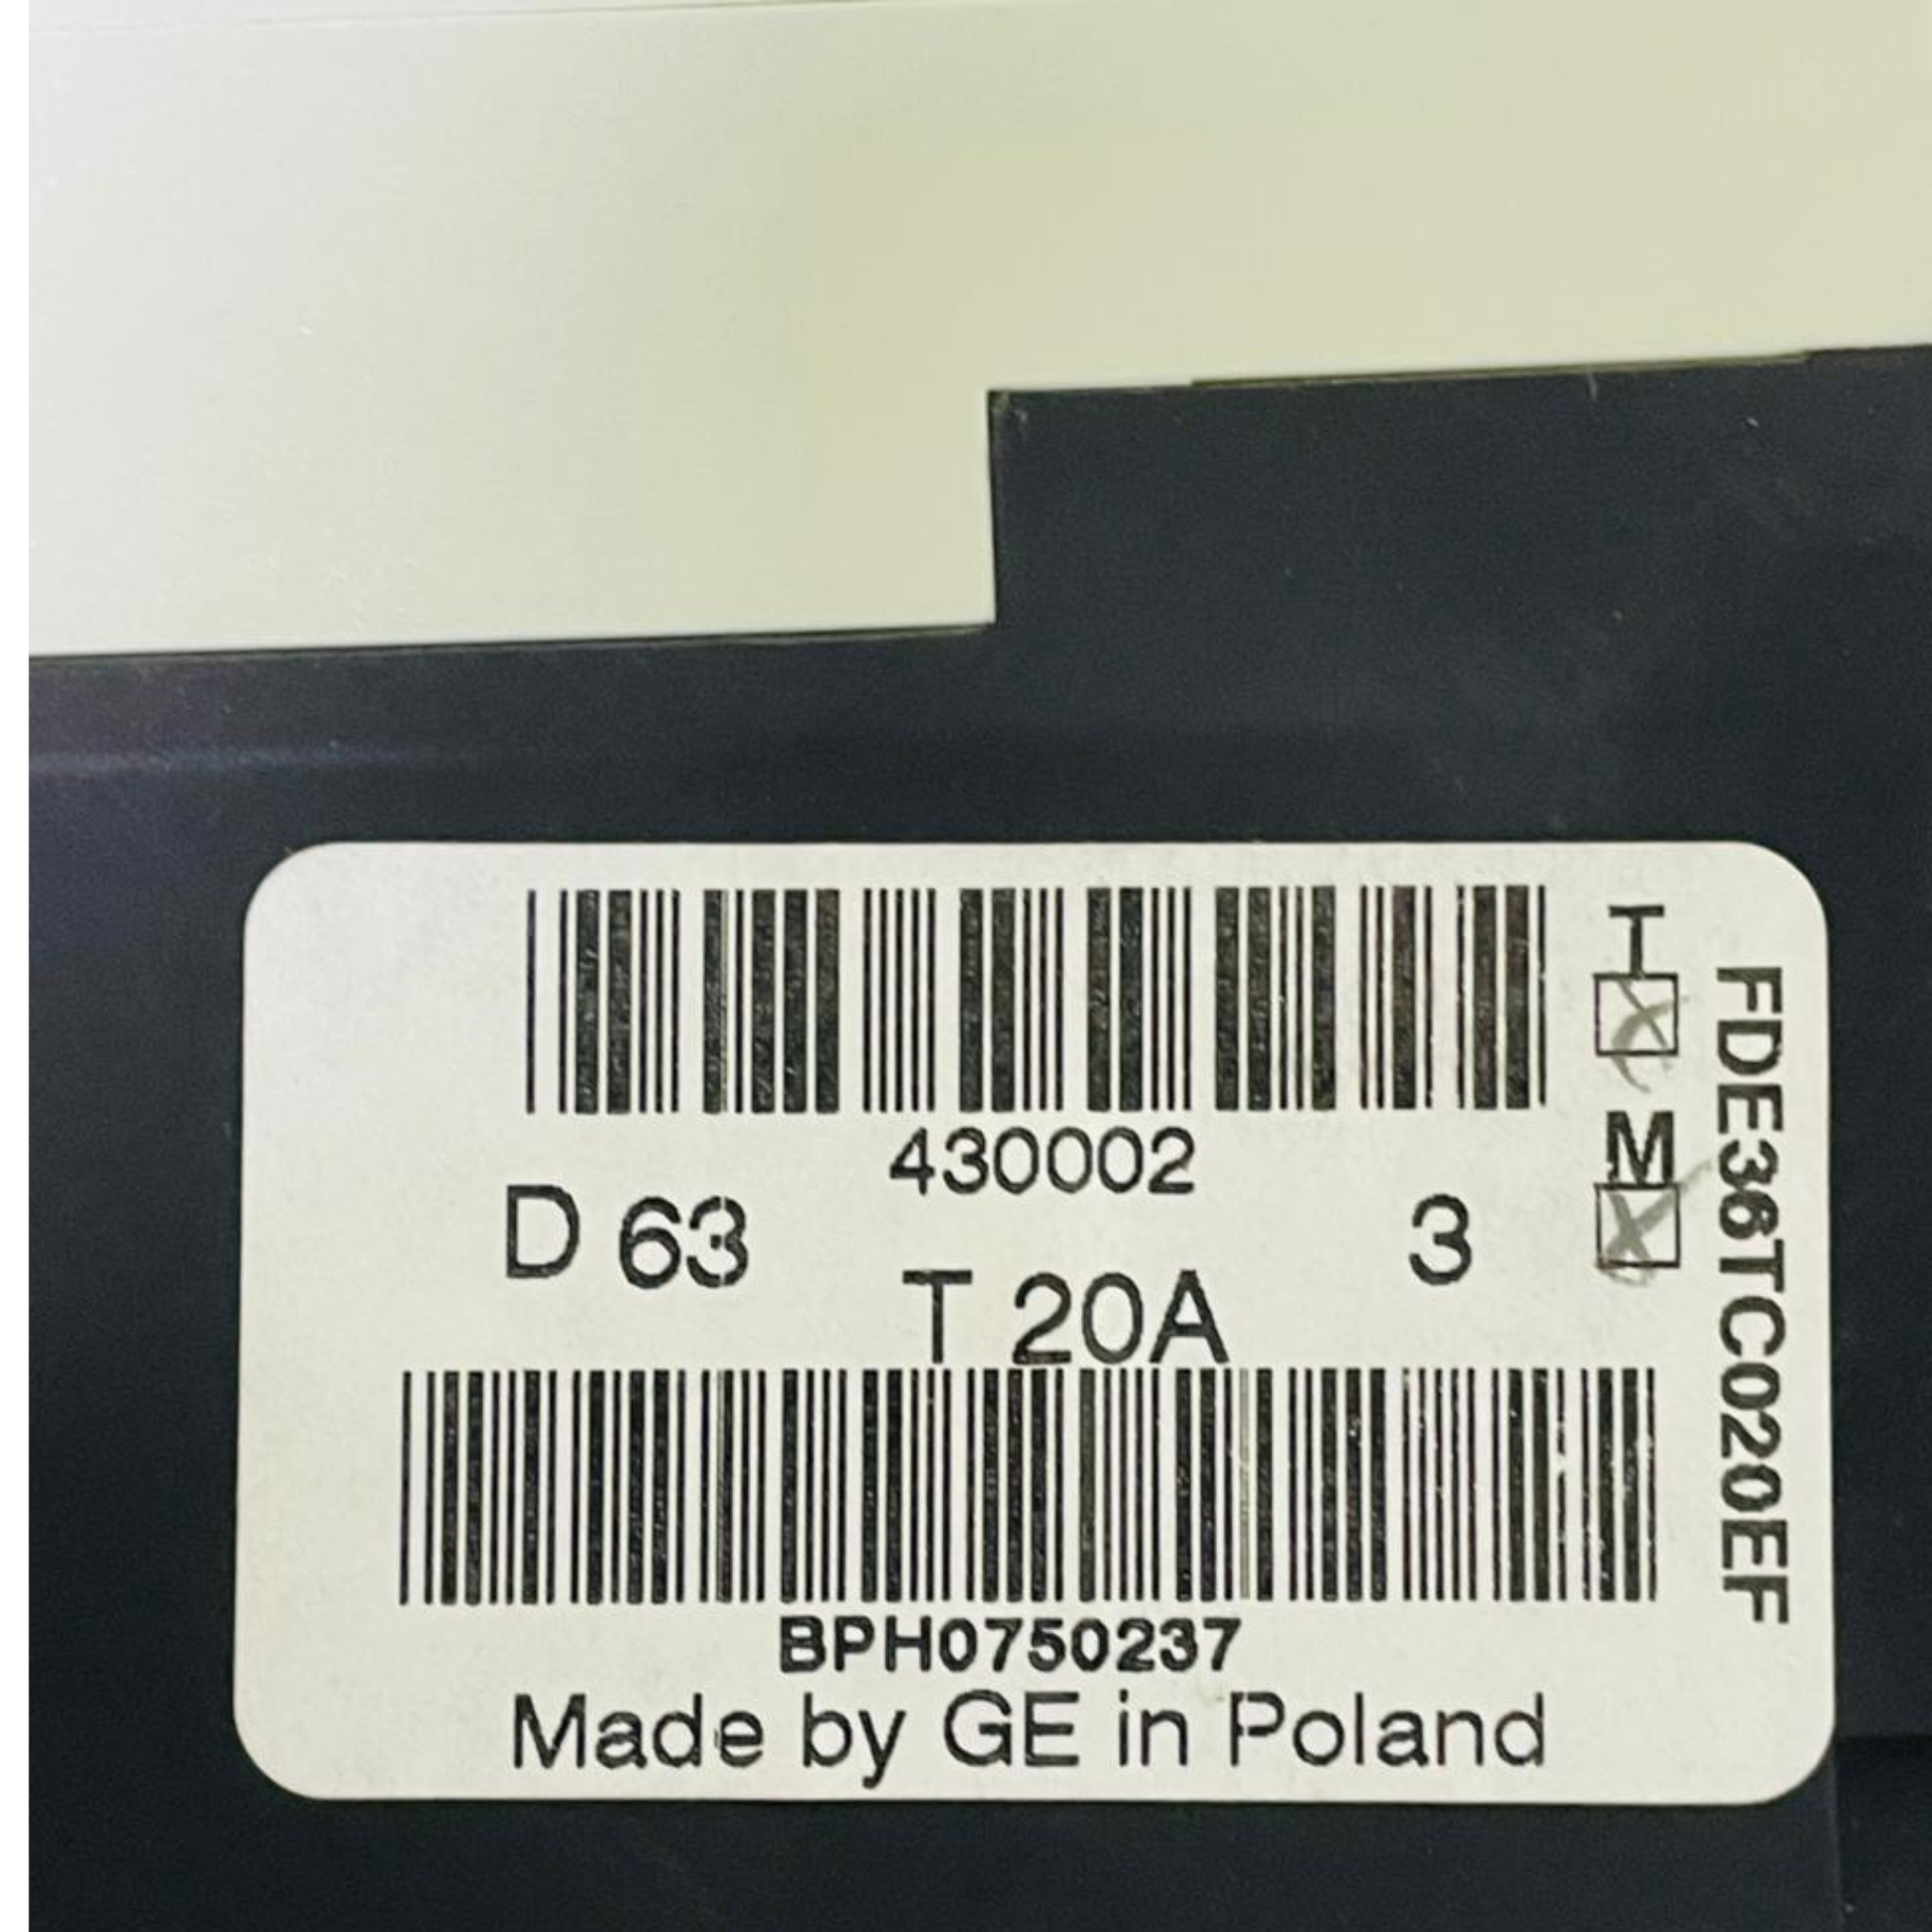 430002
D 63
3
T 20A
BPH0750237
Made by GE in Poland
T
M
FDE36TC020EF